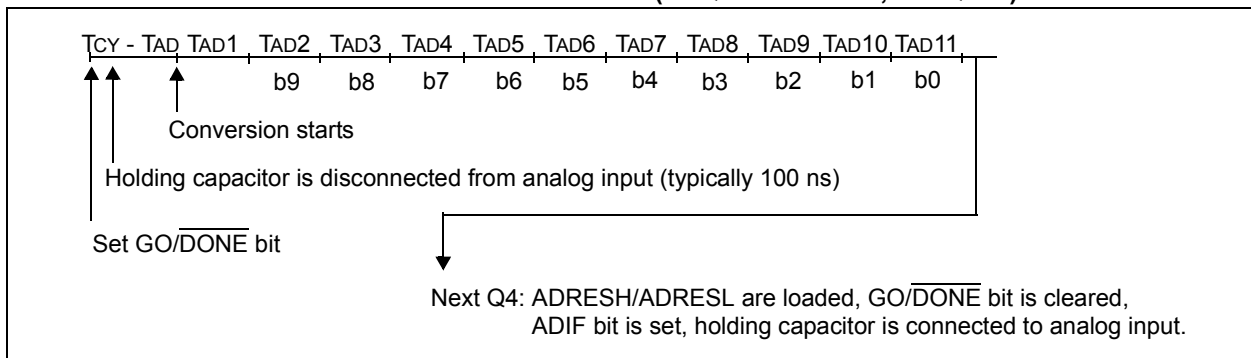 TCY - TAD TAD1 TAD2 TAD3 TAD4 TAD5 TAD6 TAD7 TAD8 TAD9 TAD10 TAD11
b9 b8 b7 b6 b5 b4 b3 b2 b1 b0
Conversion starts
Holding capacitor is disconnected from analog input (typically 100 ns)
Set GO/DONE bit
Next Q4: ADRESH/ADRESL are loaded, GO/DONE bit is cleared,
ADIF bit is set, holding capacitor is connected to analog input.